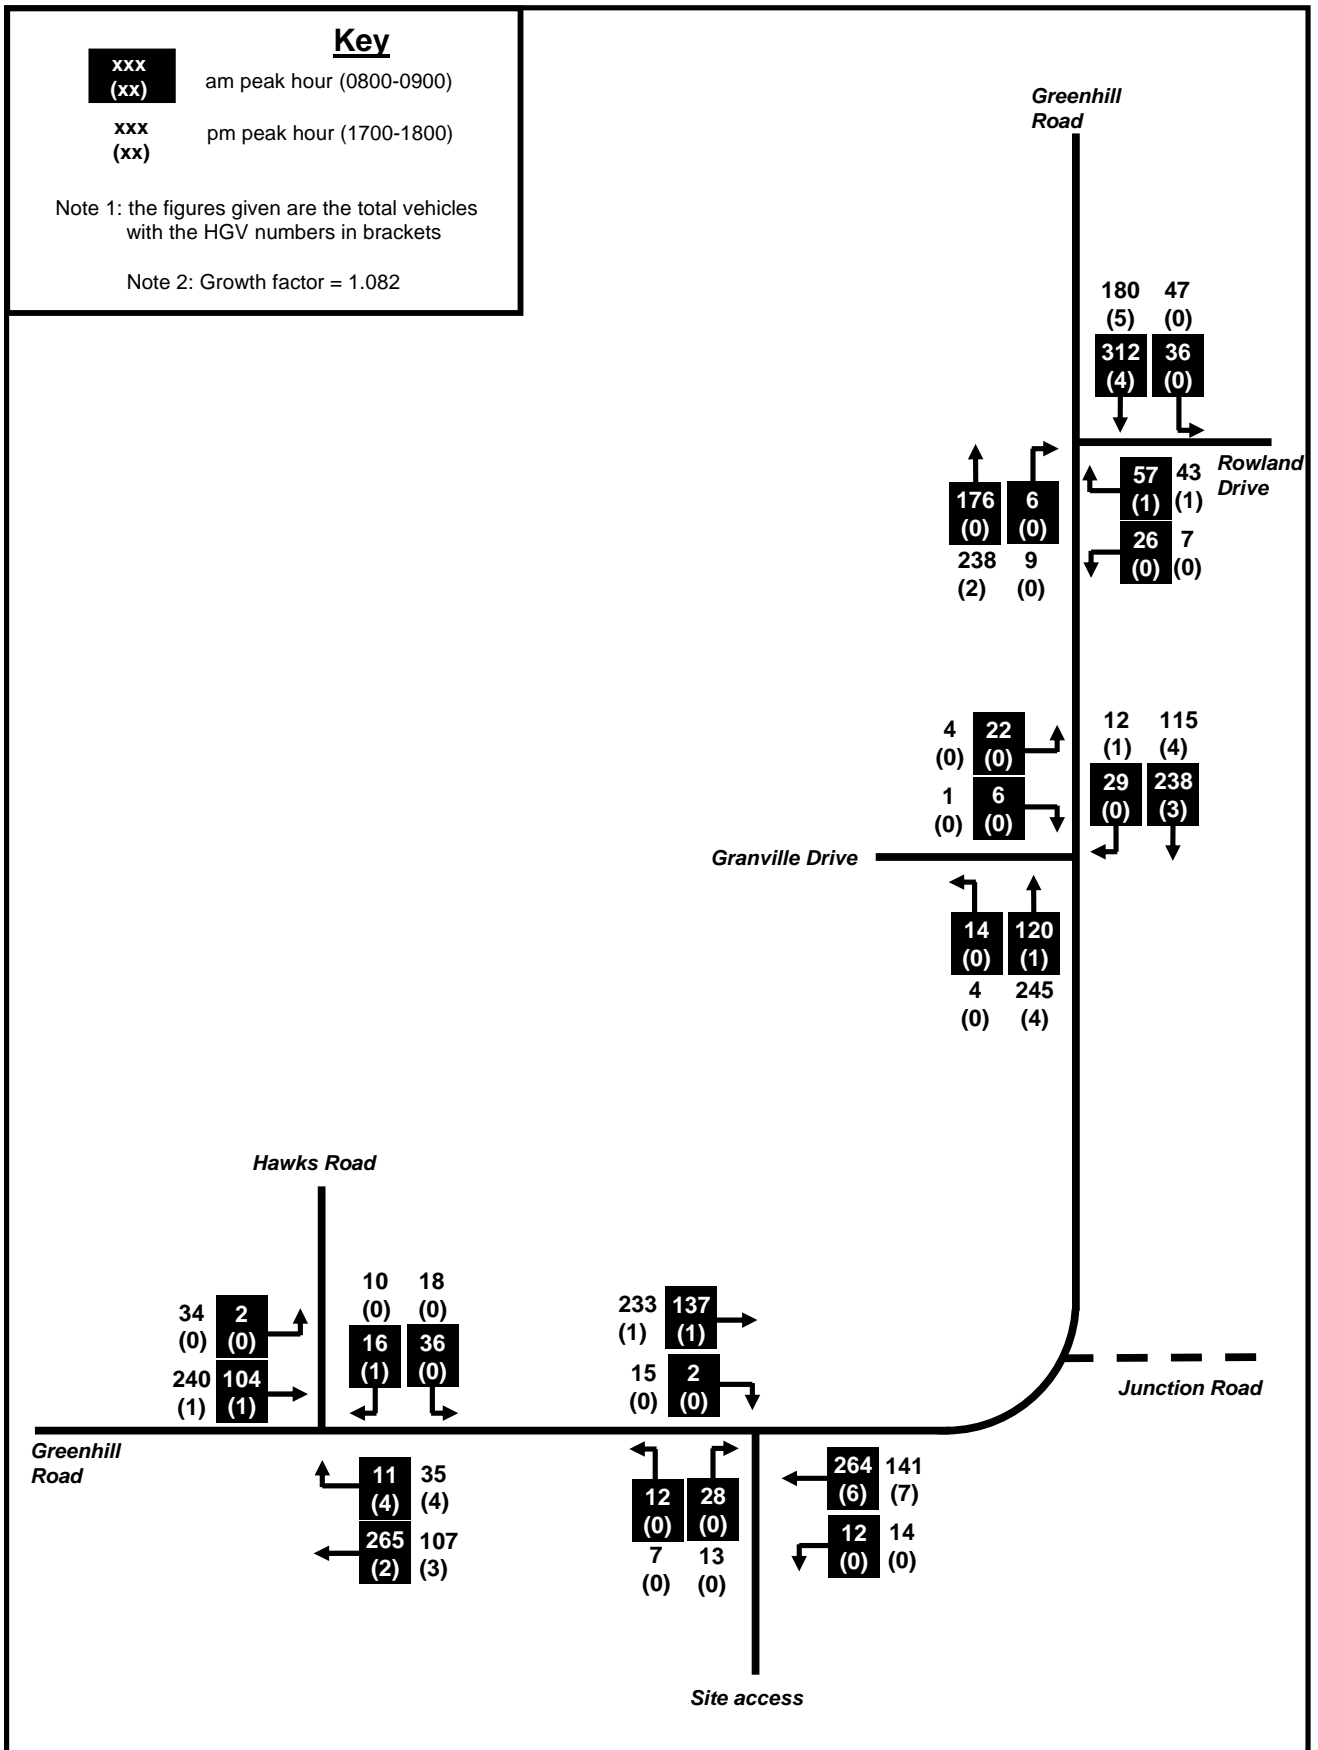 Key
xxx
(xx)
am peak hour (0800-0900)
xxx
(xx)
pm peak hour (1700-1800)
Note 1: the figures given are the total vehicles
with the HGV numbers in brackets
Note 2: Growth factor = 1.082
Greenhill
Road
180 47
(5) (0)
312 36
(4) (0)
Rowland
Drive
57 43
(1) (1)
26 7
(0) (0)
176 6
(0) (0)
238 9
(2) (0)
4 22
(0) (0)
1 6
(0) (0)
12 115
(1) (4)
29 238
(0) (3)
Granville Drive
14 120
(0) (1)
4 245
(0) (4)
Hawks Road
34 2
(0) (0)
240 104
(1) (1)
10 18
(0) (0)
16 36
(1) (0)
233 137
(1) (1)
15 2
(0) (0)
Junction Road
Greenhill
Road
11 35
(4) (4)
265 107
(2) (3)
12 28
(0) (0)
7 13
(0) (0)
264 141
(6) (7)
12 14
(0) (0)
Site access